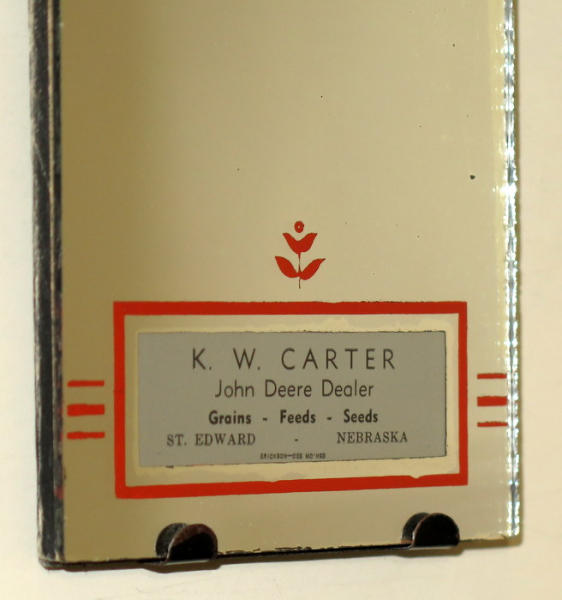 K. W. CARTER
John Deere Dealer
Grains - Feeds - Seeds
ST. EDWARD - NEBRASKA